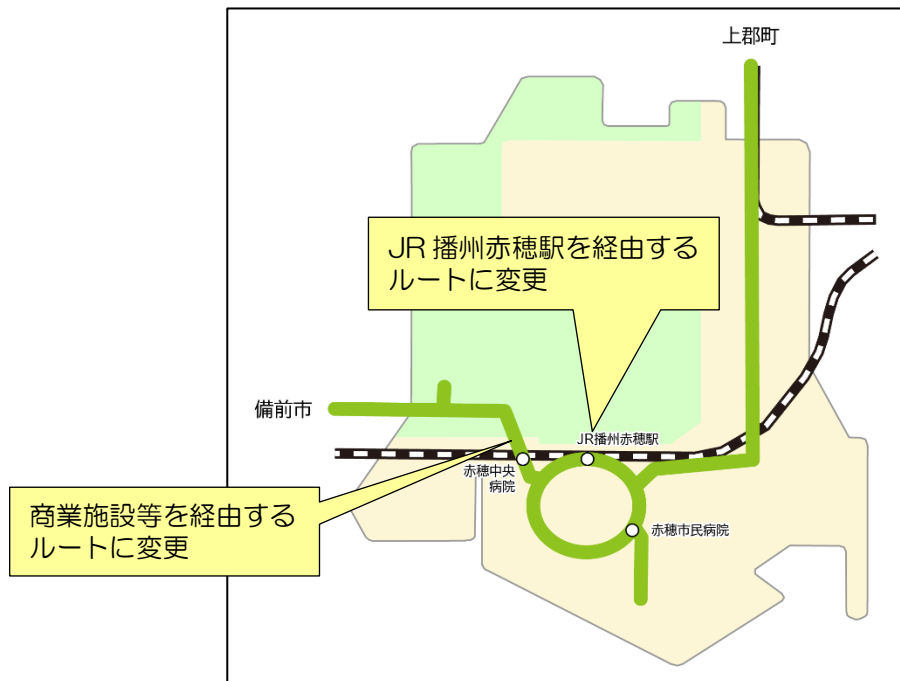 上郡町
JR 播州赤穂駅を経由する
ルートに変更
備前市
JR播州赤穂駅
赤穂中央
病院
商業施設等を経由する
ルートに変更
赤穂市民病院